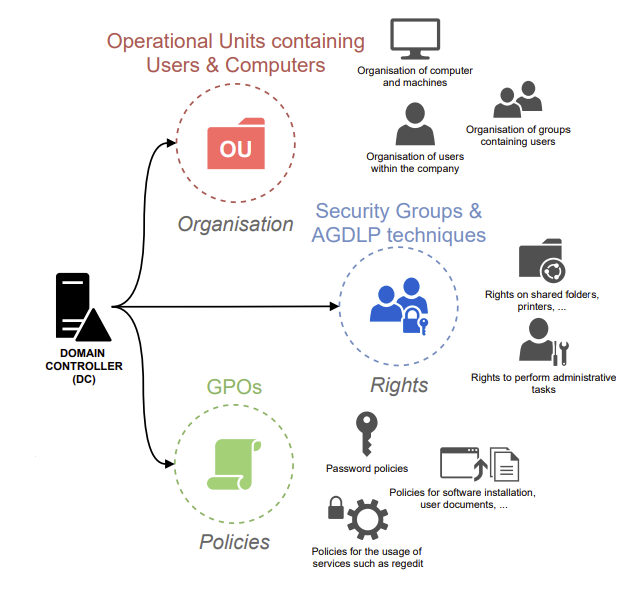 Operational Units containing
Users & Computers
OU
Organisation
Organisation of computer
and machines
Organisation of groups
containing users
Organisation of users
within the company
Security Groups &
AGDLP techniques
Rights
Rights on shared folders,
printers, ...
Rights to perform administrative
tasks
DOMAIN
CONTROLLER
(DC)
GPOs
Policies
Password policies
Policies for software installation,
user documents, ...
Policies for the usage of
services such as regedit